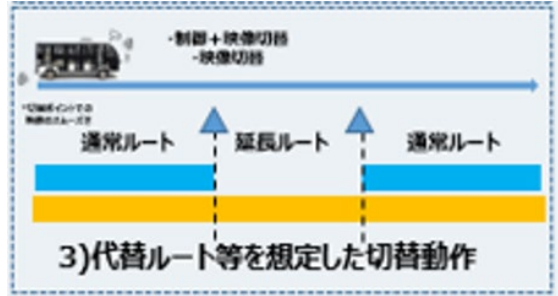 ・制御+映像切替
・映像切替
通常ルート
延長ルート
通常ルート
3)代替ルート等を想定した切替動作